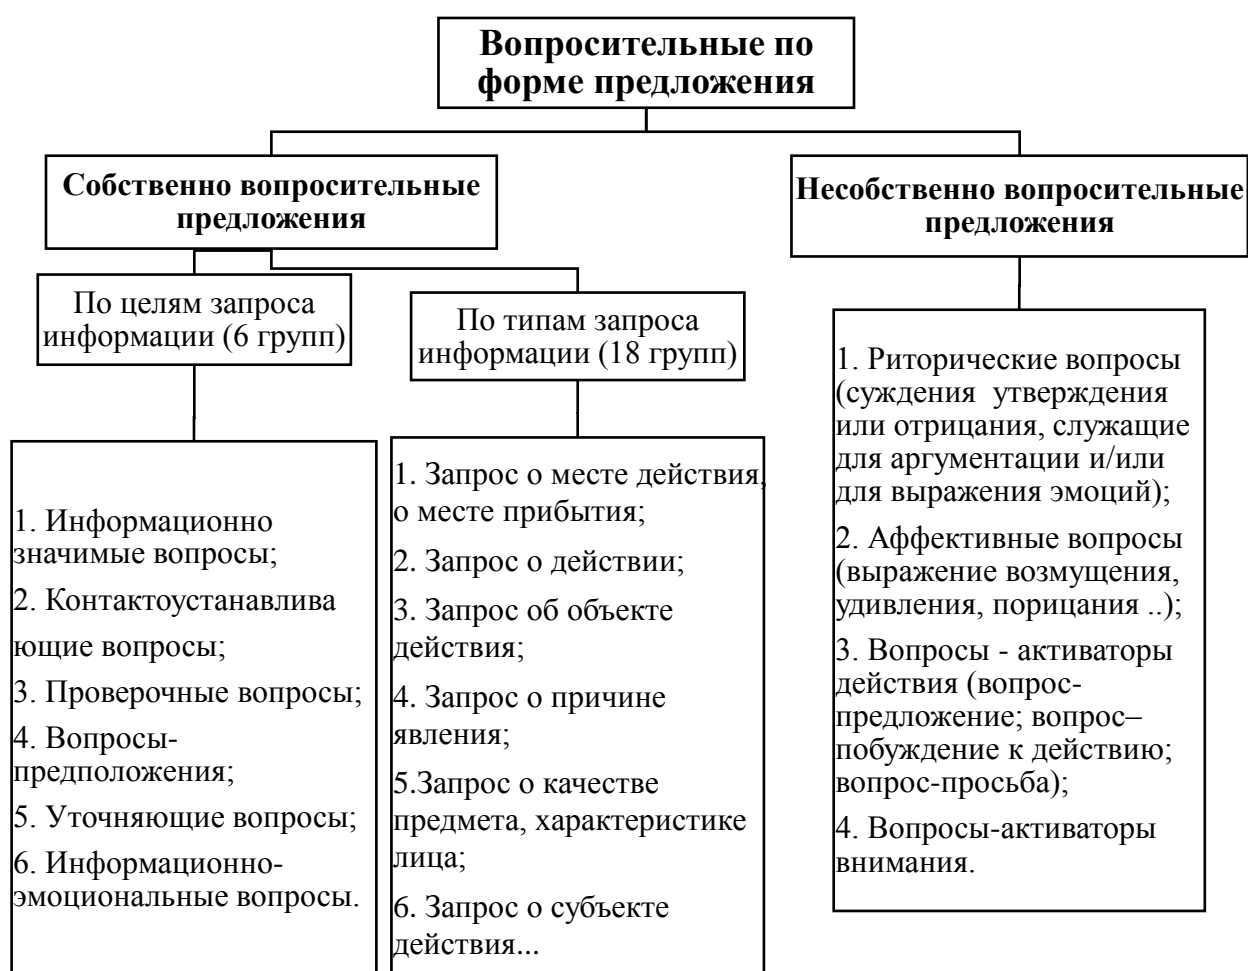 Вопросительные по
форме предложения
Собственно вопросительные
предложения
Несобственно вопросительные
предложения
По целям запроса
информации (6 групп)
По типам запроса
информации (18 групп)
1. Информационно
значимые вопросы;
2. Контактоустанавлива
ющие вопросы;
3. Проверочные вопросы;
4. Вопросы-
предположения;
5. Уточняющие вопросы;
6. Информационно-
эмоциональные вопросы.
1. Запрос о месте действия,
о месте прибытия;
2. Запрос о действии;
3. Запрос об объекте
действия;
4. Запрос о причине
явления;
5.Запрос о качестве
предмета, характеристике
лица;
6. Запрос о субъекте
действия...
1. Риторические вопросы
(суждения утверждения
или отрицания, служащие
для аргументации и/или
для выражения эмоций);
2. Аффективные вопросы
(выражение возмущения,
удивления, порицания ..);
3. Вопросы - активаторы
действия (вопрос-
предложение; вопрос–
побуждение к действию;
вопрос-просьба);
4. Вопросы-активаторы
внимания.